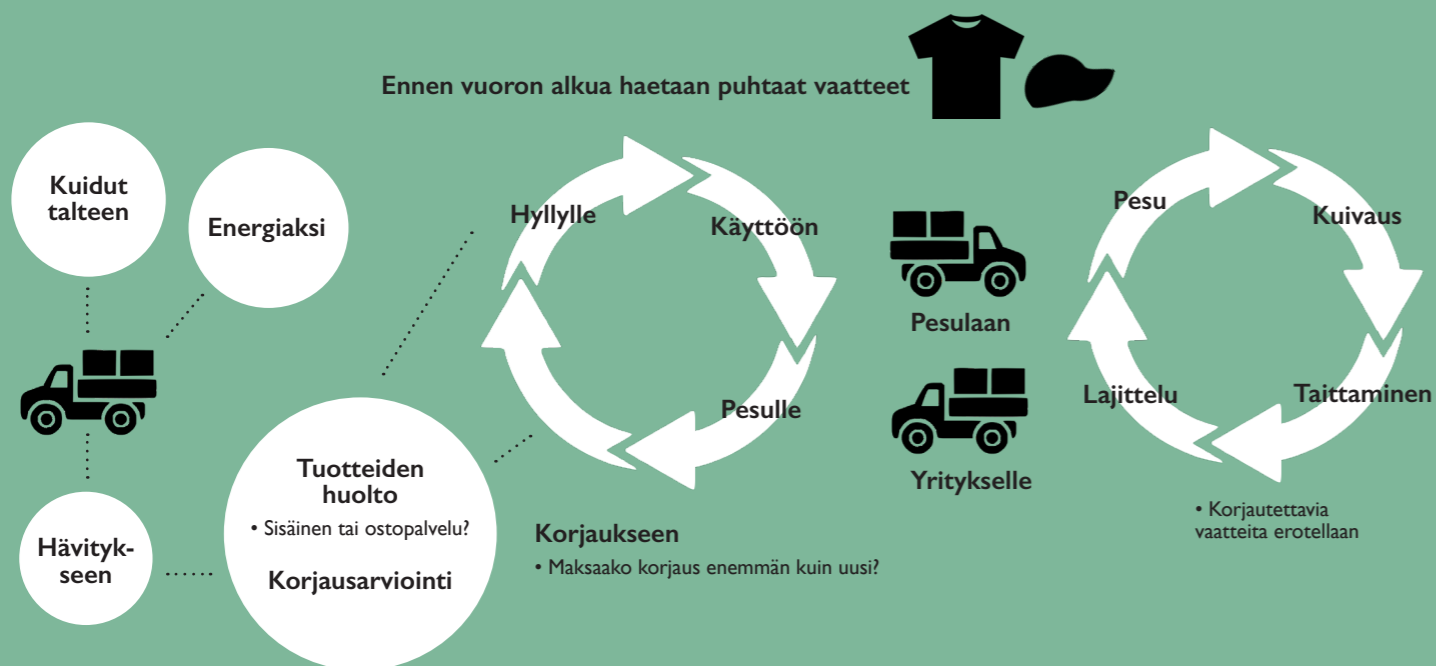 Ennen vuoron alkua haetaan puhtaat vaatteet
Kuidut
talteen
Energiaksi
Hyllylle
Käyttöön
Pesulle
Pesulaan
Yritykselle
Pesu
Kuivaus
Lajittelu
Taittaminen
• Korjautettavia
vaatteita erotellaan
Hävityk-
seen
Tuotteiden
huolto
• Sisäinen tai ostopalvelu?
Korjausarviointi
Korjaukseen
• Maksaako korjaus enemmän kuin uusi?